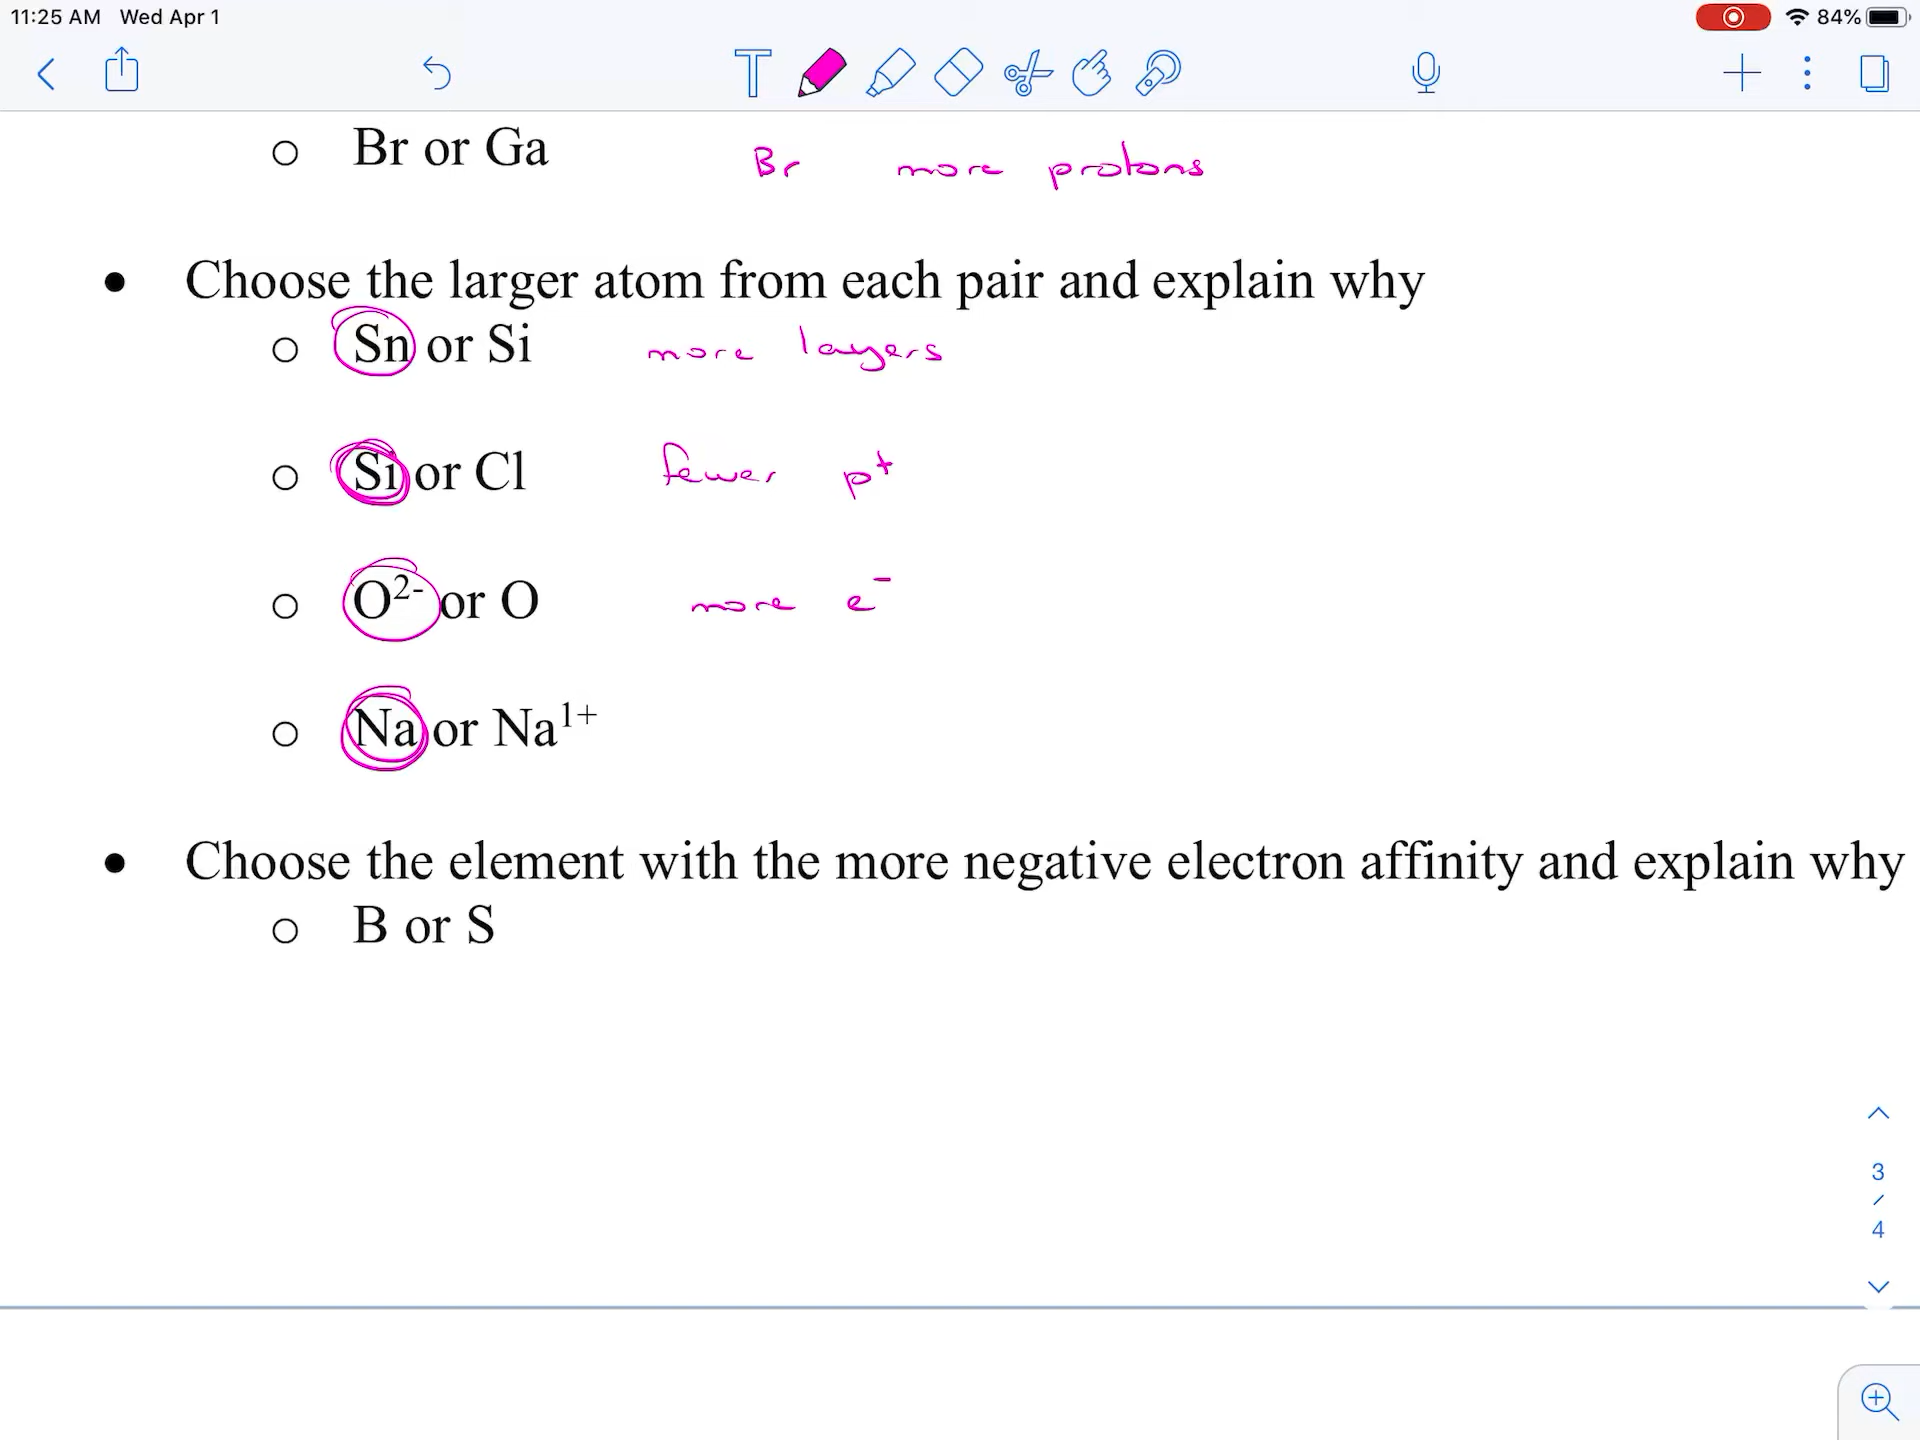 11:25 AM Wed Apr 1 84%
T
○ Br or Ga Br more protons
• Choose the larger atom from each pair and explain why
○ Sn or Si more layers
○ Si or Cl fewer p⁺
○ O²⁻ or O more e⁻
○ Na or Na¹⁺
• Choose the element with the more negative electron affinity and explain why
○ B or S
3
/
4